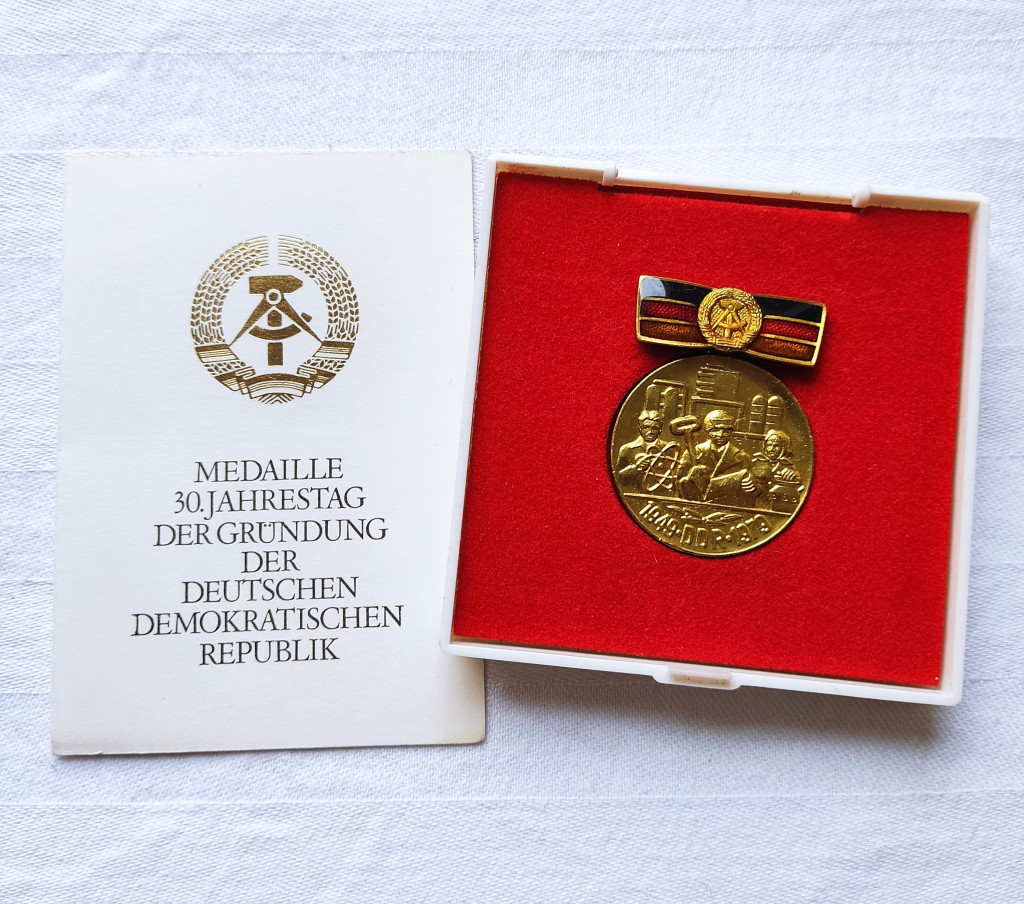 MEDAILLE
30. JAHRESTAG
DER GRÜNDUNG
DER
DEUTSCHEN
DEMOKRATISCHEN
REPUBLIK
1949·DDR·1979